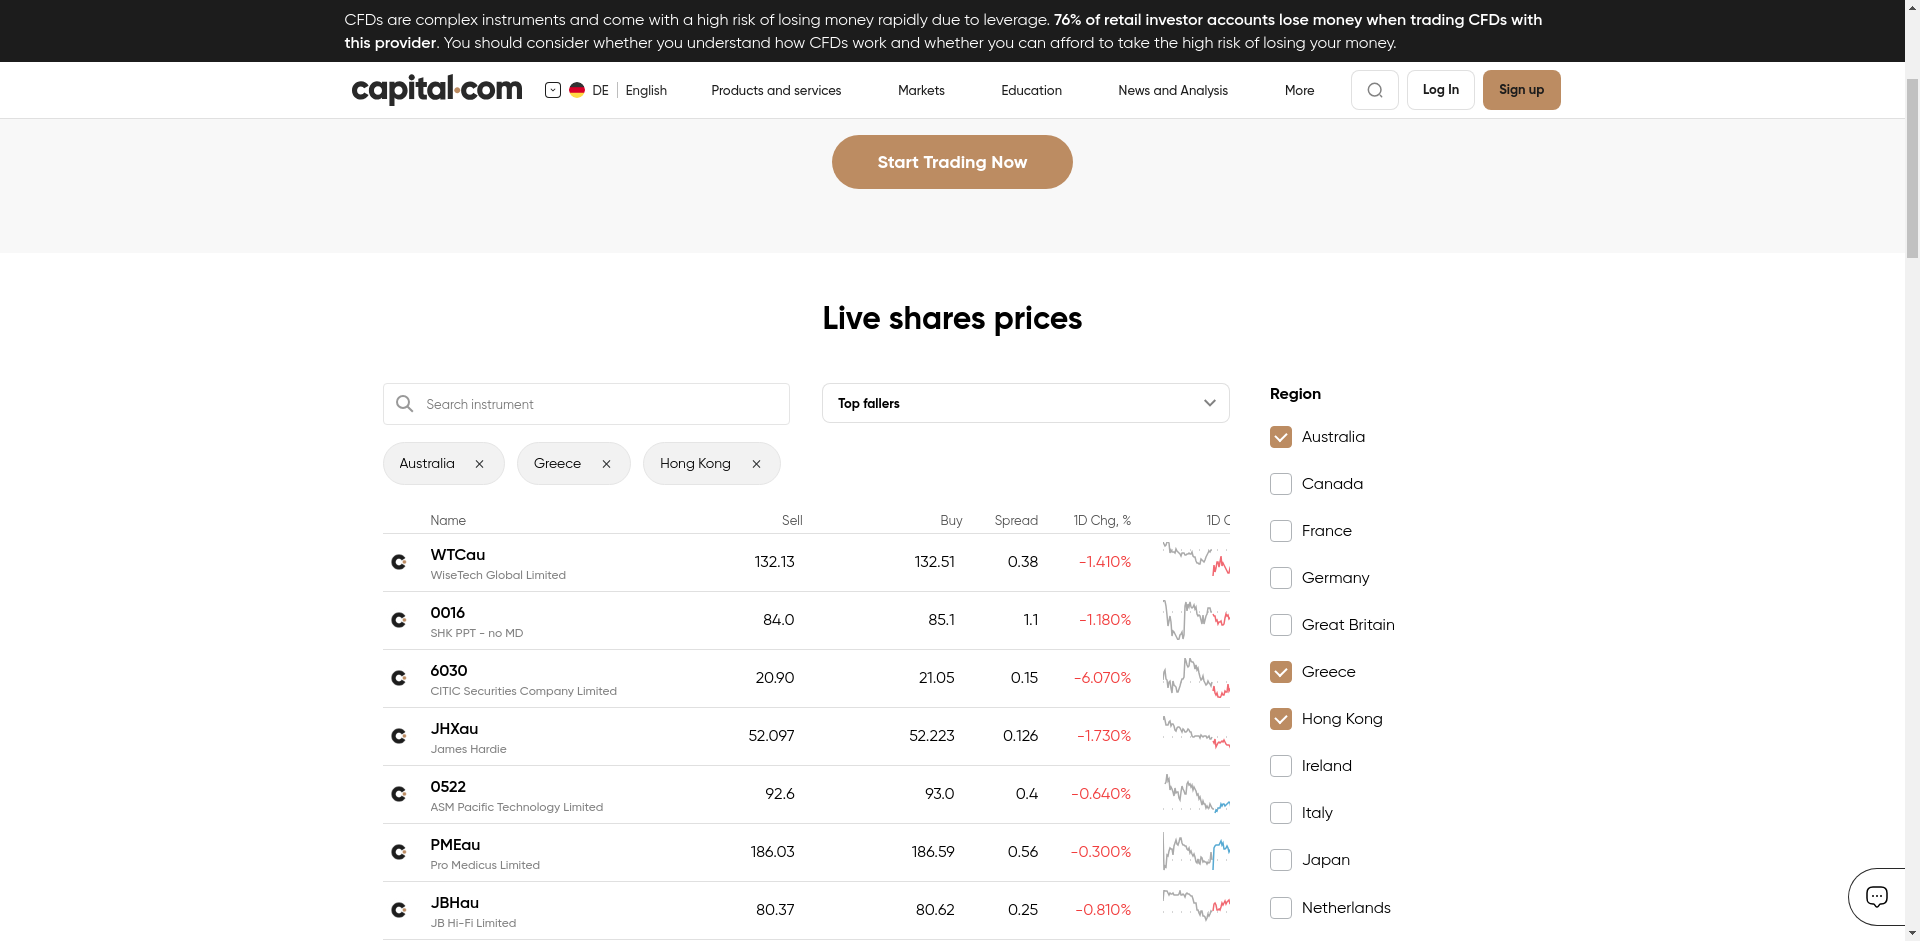 CFDs are complex instruments and come with a high risk of losing money rapidly due to leverage. 76% of retail investor accounts lose money when trading CFDs with
this provider. You should consider whether you understand how CFDs work and whether you can afford to take the high risk of losing your money.
capital.com DE English Products and services Markets Education News and Analysis More Log In Sign up
Start Trading Now
Live shares prices
Search instrument Top fallers
Australia Greece Hong Kong
Name Sell Buy Spread 1D Chg, % 1D C
WTCau 132.13 132.51 0.38 -1.410%
WiseTech Global Limited
0016 84.0 85.1 1.1 -1.180%
SHK PPT - no MD
6030 20.90 21.05 0.15 -6.070%
CITIC Securities Company Limited
JHXau 52.097 52.223 0.126 -1.730%
James Hardie
0522 92.6 93.0 0.4 -0.640%
ASM Pacific Technology Limited
PMEau 186.03 186.59 0.56 -0.300%
Pro Medicus Limited
JBHau 80.37 80.62 0.25 -0.810%
JB Hi-Fi Limited
Region
Australia
Canada
France
Germany
Great Britain
Greece
Hong Kong
Ireland
Italy
Japan
Netherlands